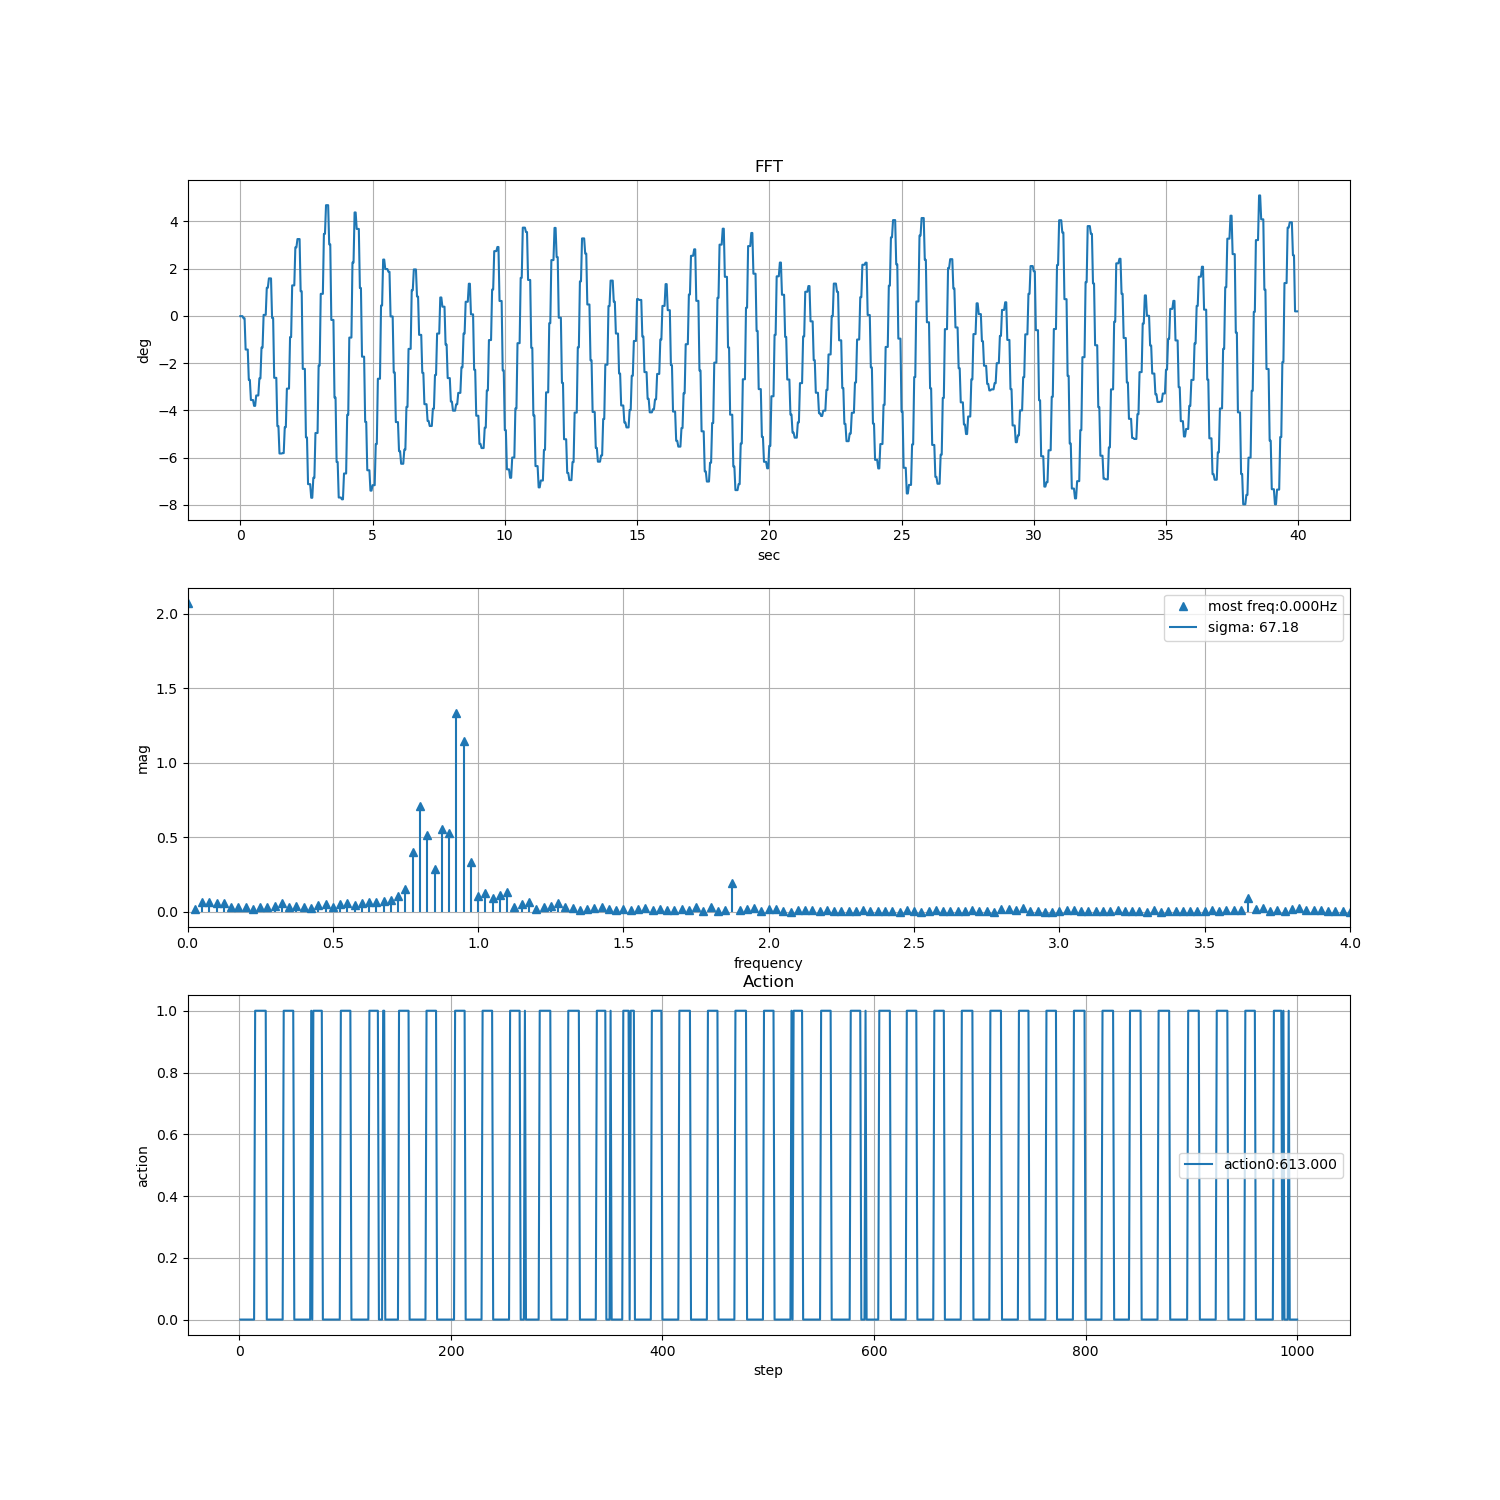 FFT
4
2
0
−2
−4
−6
−8
deg
0 5 10 15 20 25 30 35 40
sec
most freq:0.000Hz
sigma: 67.18
2.0
1.5
1.0
0.5
0.0
mag
0.0 0.5 1.0 1.5 2.0 2.5 3.0 3.5 4.0
frequency
Action
1.0
0.8
0.6
0.4
0.2
0.0
action
action0:613.000
0 200 400 600 800 1000
step